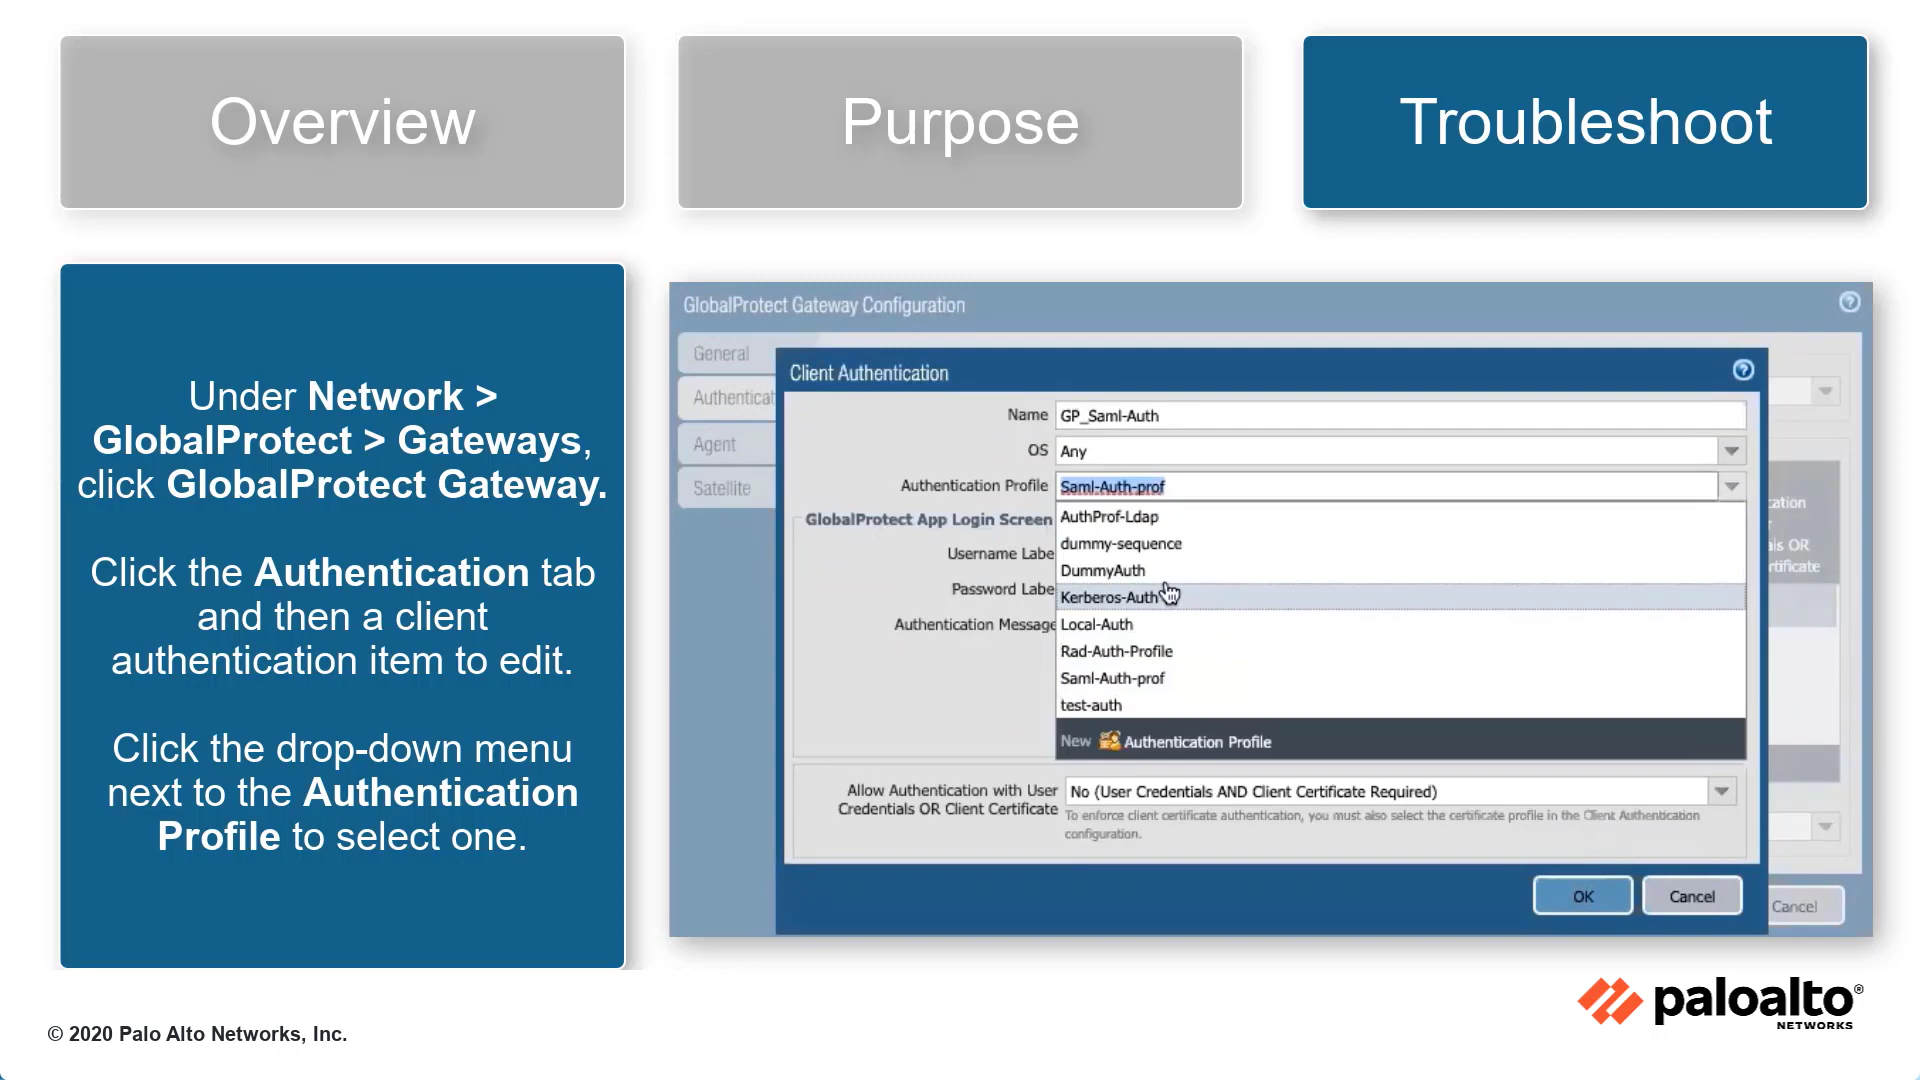 Overview
Purpose
Troubleshoot
Under Network >
GlobalProtect > Gateways,
click GlobalProtect Gateway.
Click the Authentication tab
and then a client
authentication item to edit.
Click the drop-down menu
next to the Authentication
Profile to select one.
GlobalProtect Gateway Configuration
General
Authenticat
Agent
Satellite
Client Authentication
Name GP_Saml-Auth
OS Any
Authentication Profile Saml-Auth-prof
GlobalProtect App Login Screen
Username Labe
Password Labe
Authentication Message
AuthProf-Ldap
dummy-sequence
DummyAuth
Kerberos-Auth
Local-Auth
Rad-Auth-Profile
Saml-Auth-prof
test-auth
New Authentication Profile
Allow Authentication with User
Credentials OR Client Certificate
No (User Credentials AND Client Certificate Required)
To enforce client certificate authentication, you must also select the certificate profile in the Client Authentication
configuration.
OK
Cancel
cation
als OR
rtificate
Cancel
© 2020 Palo Alto Networks, Inc.
paloalto®
NETWORKS